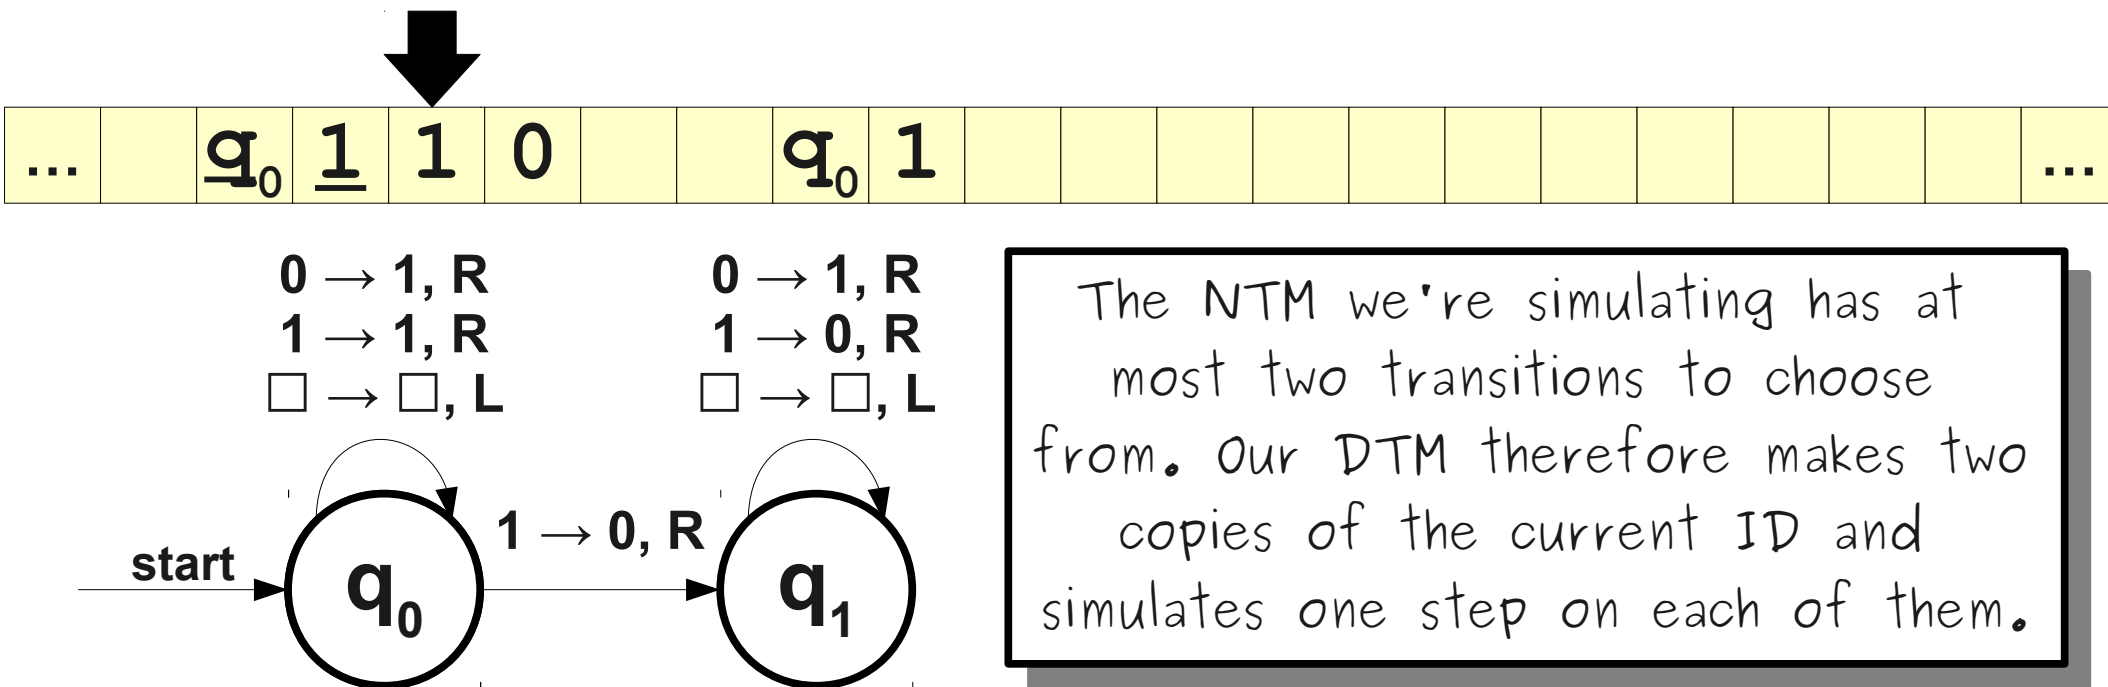 ... q0 1 1 0 q0 1 ...
0 → 1, R
1 → 1, R
□ → □, L
0 → 1, R
1 → 0, R
□ → □, L
start
q0
1 → 0, R
q1
The NTM we're simulating has at
most two transitions to choose
from. Our DTM therefore makes two
copies of the current ID and
simulates one step on each of them.